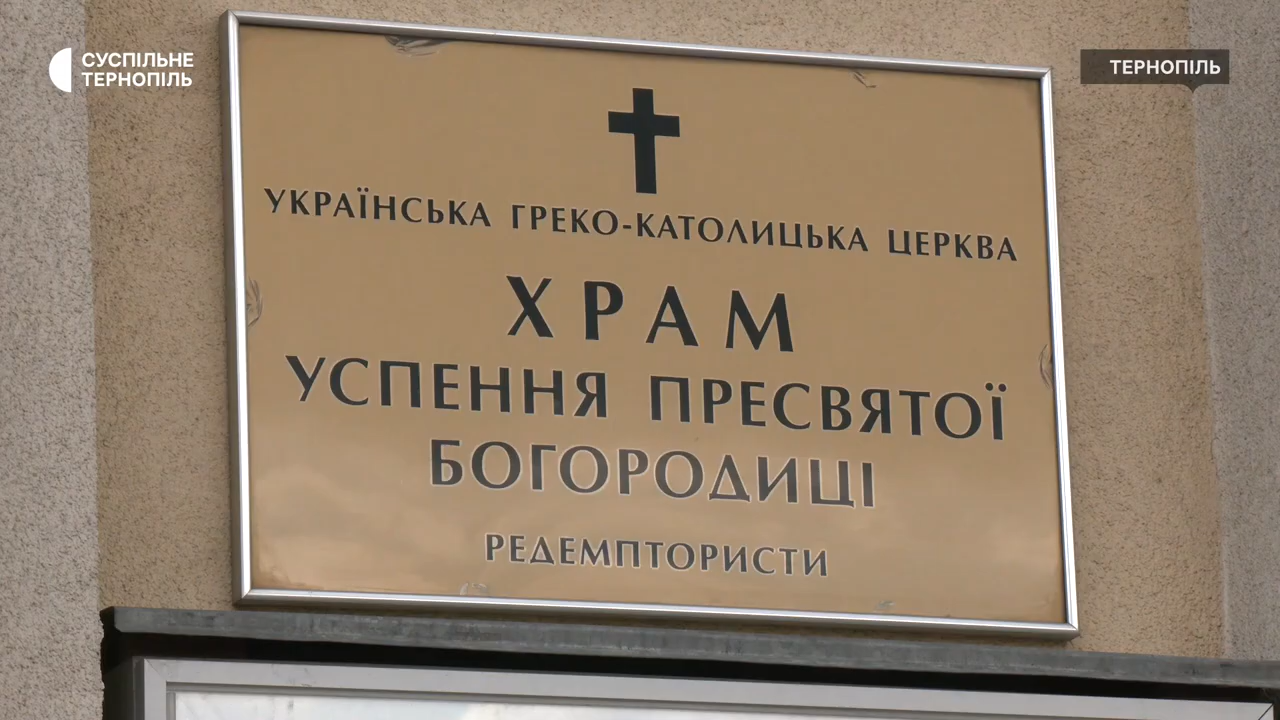 СУСПІЛЬНЕ
ТЕРНОПІЛЬ
ТЕРНОПІЛЬ
УКРАЇНСЬКА ГРЕКО-КАТОЛИЦЬКА ЦЕРКВА
ХРАМ
УСПЕННЯ ПРЕСВЯТОЇ
БОГОРОДИЦІ
РЕДЕМПТОРИСТИ